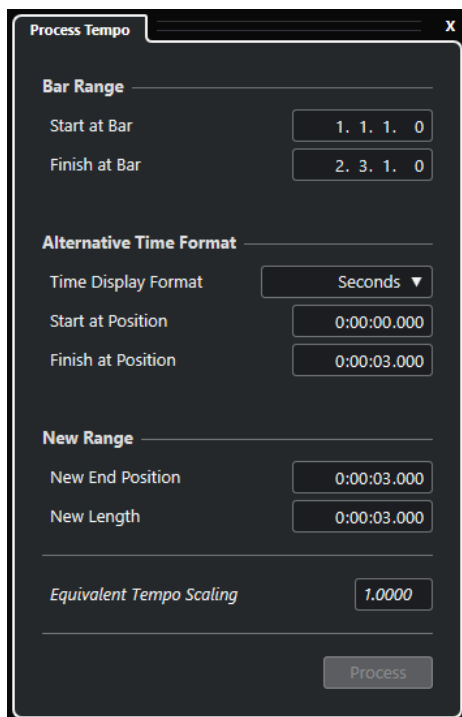 Process Tempo X
Bar Range
Start at Bar 1. 1. 1. 0
Finish at Bar 2. 3. 1. 0
Alternative Time Format
Time Display Format Seconds ▼
Start at Position 0:00:00.000
Finish at Position 0:00:03.000
New Range
New End Position 0:00:03.000
New Length 0:00:03.000
Equivalent Tempo Scaling 1.0000
Process